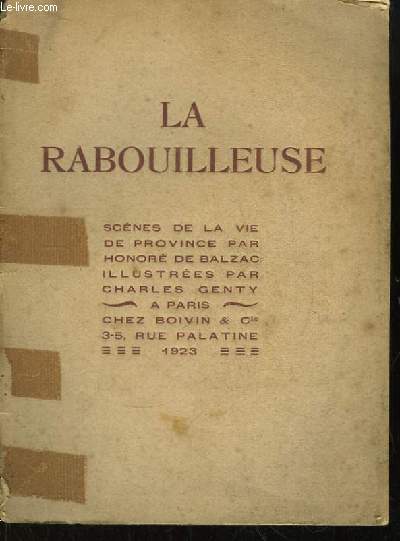 Le-livre.com
LA
RABOUILLEUSE
SCÈNES DE LA VIE
DE PROVINCE PAR
HONORÉ DE BALZAC
ILLUSTRÉES PAR
CHARLES GENTY
A PARIS
CHEZ BOIVIN & Cie
3-5, RUE PALATINE
1923